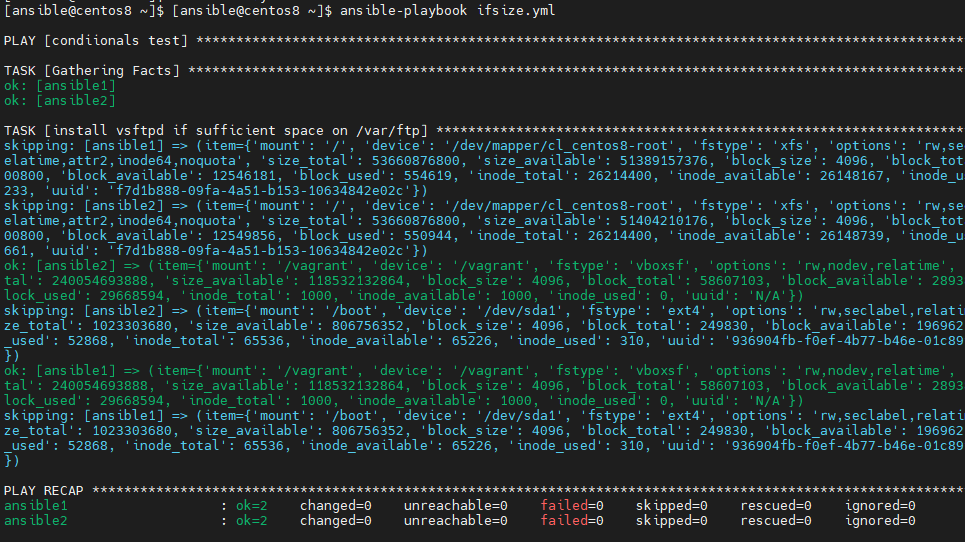 [ansible@centos8 ~]$ [ansible@centos8 ~]$ ansible-playbook ifsize.yml
PLAY [condiionals test] ************************************************************************************************
TASK [Gathering Facts] *************************************************************************************************
ok: [ansible1]
ok: [ansible2]
TASK [install vsftpd if sufficient space on /var/ftp] ******************************************************************
skipping: [ansible1] => (item={'mount': '/', 'device': '/dev/mapper/cl_centos8-root', 'fstype': 'xfs', 'options': 'rw,se
elatime,attr2,inode64,noquota', 'size_total': 53660876800, 'size_available': 51389157376, 'block_size': 4096, 'block_tot
00800, 'block_available': 12546181, 'block_used': 554619, 'inode_total': 26214400, 'inode_available': 26148167, 'inode_u
233, 'uuid': 'f7d1b888-09fa-4a51-b153-10634842e02c'})
skipping: [ansible2] => (item={'mount': '/', 'device': '/dev/mapper/cl_centos8-root', 'fstype': 'xfs', 'options': 'rw,se
elatime,attr2,inode64,noquota', 'size_total': 53660876800, 'size_available': 51404210176, 'block_size': 4096, 'block_tot
00800, 'block_available': 12549856, 'block_used': 550944, 'inode_total': 26214400, 'inode_available': 26148739, 'inode_u
661, 'uuid': 'f7d1b888-09fa-4a51-b153-10634842e02c'})
ok: [ansible2] => (item={'mount': '/vagrant', 'device': '/vagrant', 'fstype': 'vboxsf', 'options': 'rw,nodev,relatime',
tal': 240054693888, 'size_available': 118532132864, 'block_size': 4096, 'block_total': 58607103, 'block_available': 2893
lock_used': 29668594, 'inode_total': 1000, 'inode_available': 1000, 'inode_used': 0, 'uuid': 'N/A'})
skipping: [ansible2] => (item={'mount': '/boot', 'device': '/dev/sda1', 'fstype': 'ext4', 'options': 'rw,seclabel,relati
ze_total': 1023303680, 'size_available': 806756352, 'block_size': 4096, 'block_total': 249830, 'block_available': 196962
_used': 52868, 'inode_total': 65536, 'inode_available': 65226, 'inode_used': 310, 'uuid': '936904fb-f0ef-4b77-b46e-01c89
})
ok: [ansible1] => (item={'mount': '/vagrant', 'device': '/vagrant', 'fstype': 'vboxsf', 'options': 'rw,nodev,relatime',
tal': 240054693888, 'size_available': 118532132864, 'block_size': 4096, 'block_total': 58607103, 'block_available': 2893
lock_used': 29668594, 'inode_total': 1000, 'inode_available': 1000, 'inode_used': 0, 'uuid': 'N/A'})
skipping: [ansible1] => (item={'mount': '/boot', 'device': '/dev/sda1', 'fstype': 'ext4', 'options': 'rw,seclabel,relati
ze_total': 1023303680, 'size_available': 806756352, 'block_size': 4096, 'block_total': 249830, 'block_available': 196962
_used': 52868, 'inode_total': 65536, 'inode_available': 65226, 'inode_used': 310, 'uuid': '936904fb-f0ef-4b77-b46e-01c89
})
PLAY RECAP *************************************************************************************************************
ansible1 : ok=2 changed=0 unreachable=0 failed=0 skipped=0 rescued=0 ignored=0
ansible2 : ok=2 changed=0 unreachable=0 failed=0 skipped=0 rescued=0 ignored=0